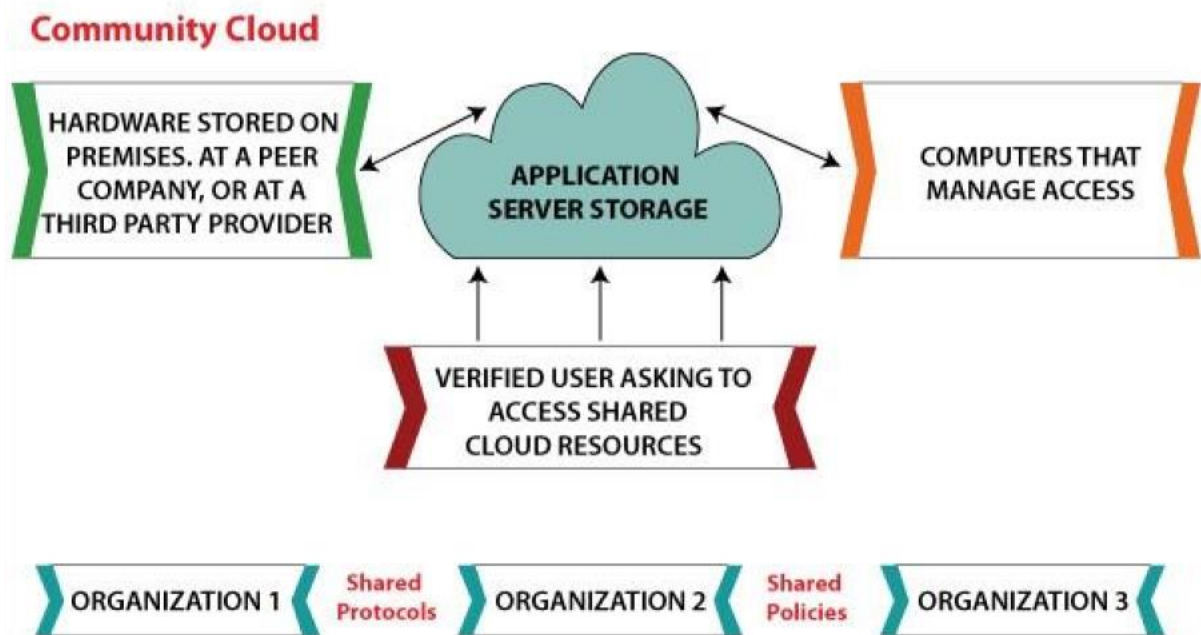 Community Cloud
HARDWARE STORED ON
PREMISES. AT A PEER
COMPANY, OR AT A
THIRD PARTY PROVIDER
APPLICATION
SERVER STORAGE
COMPUTERS THAT
MANAGE ACCESS
VERIFIED USER ASKING TO
ACCESS SHARED
CLOUD RESOURCES
ORGANIZATION 1
Shared
Protocols
ORGANIZATION 2
Shared
Policies
ORGANIZATION 3